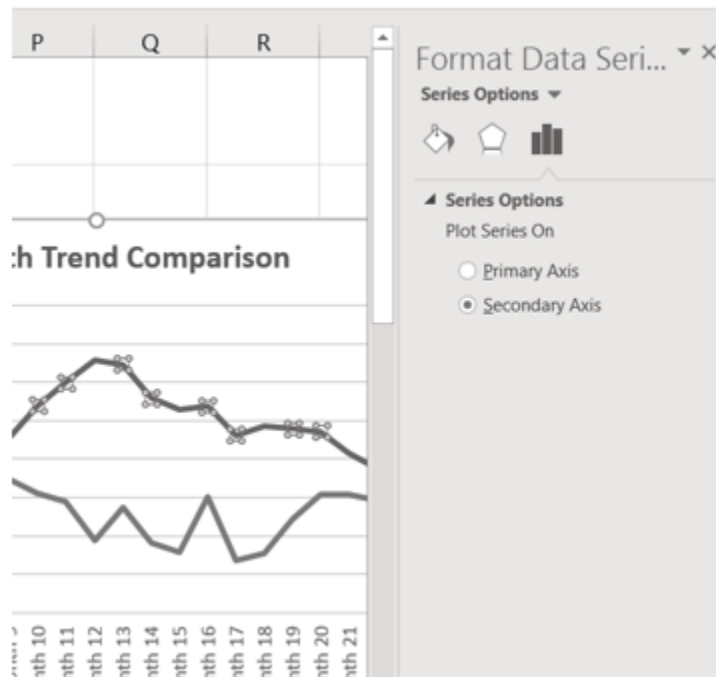 P Q R
Format Data Seri...
Series Options
Series Options
Plot Series On
Primary Axis
Secondary Axis
:h Trend Comparison
nth 10
nth 11
nth 12
nth 13
nth 14
nth 15
nth 16
nth 17
nth 18
nth 19
nth 20
nth 21